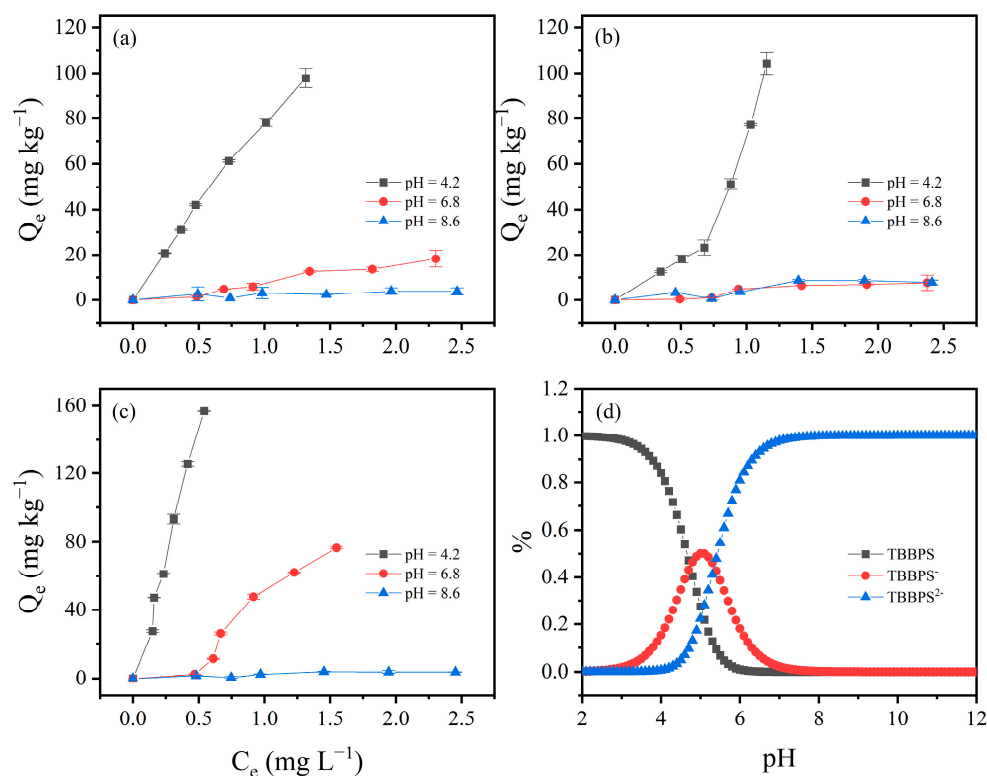 (a)
Qₑ (mg kg⁻¹)
120
100
80
60
40
20
0
pH = 4.2
pH = 6.8
pH = 8.6
0.0 0.5 1.0 1.5 2.0 2.5
(b)
Qₑ (mg kg⁻¹)
120
100
80
60
40
20
0
pH = 4.2
pH = 6.8
pH = 8.6
0.0 0.5 1.0 1.5 2.0 2.5
(c)
Qₑ (mg kg⁻¹)
160
120
80
40
0
pH = 4.2
pH = 6.8
pH = 8.6
0.0 0.5 1.0 1.5 2.0 2.5
Cₑ (mg L⁻¹)
(d)
%
1.2
1.0
0.8
0.6
0.4
0.2
0.0
TBBPS
TBBPS⁻
TBBPS²⁻
2 4 6 8 10 12
pH